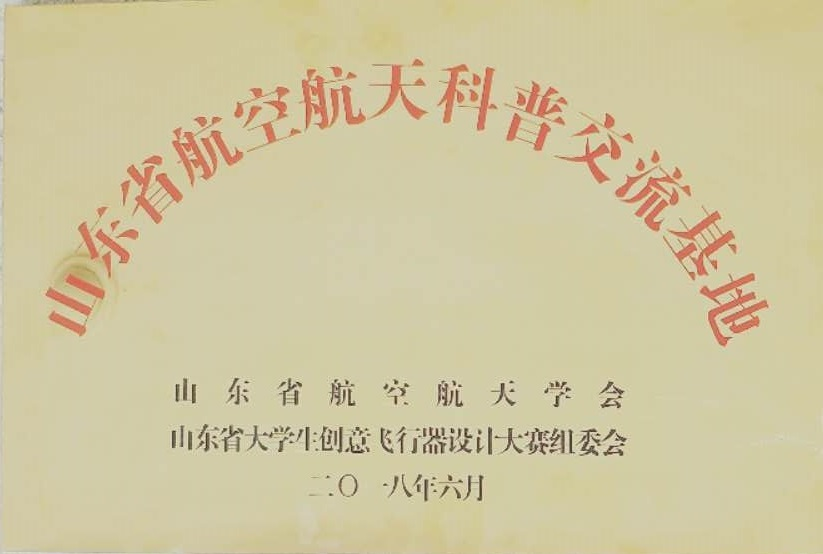 山东省航空航天科普交流基地
山东省航空航天学会
山东省大学生创意飞行器设计大赛组委会
二〇一八年六月